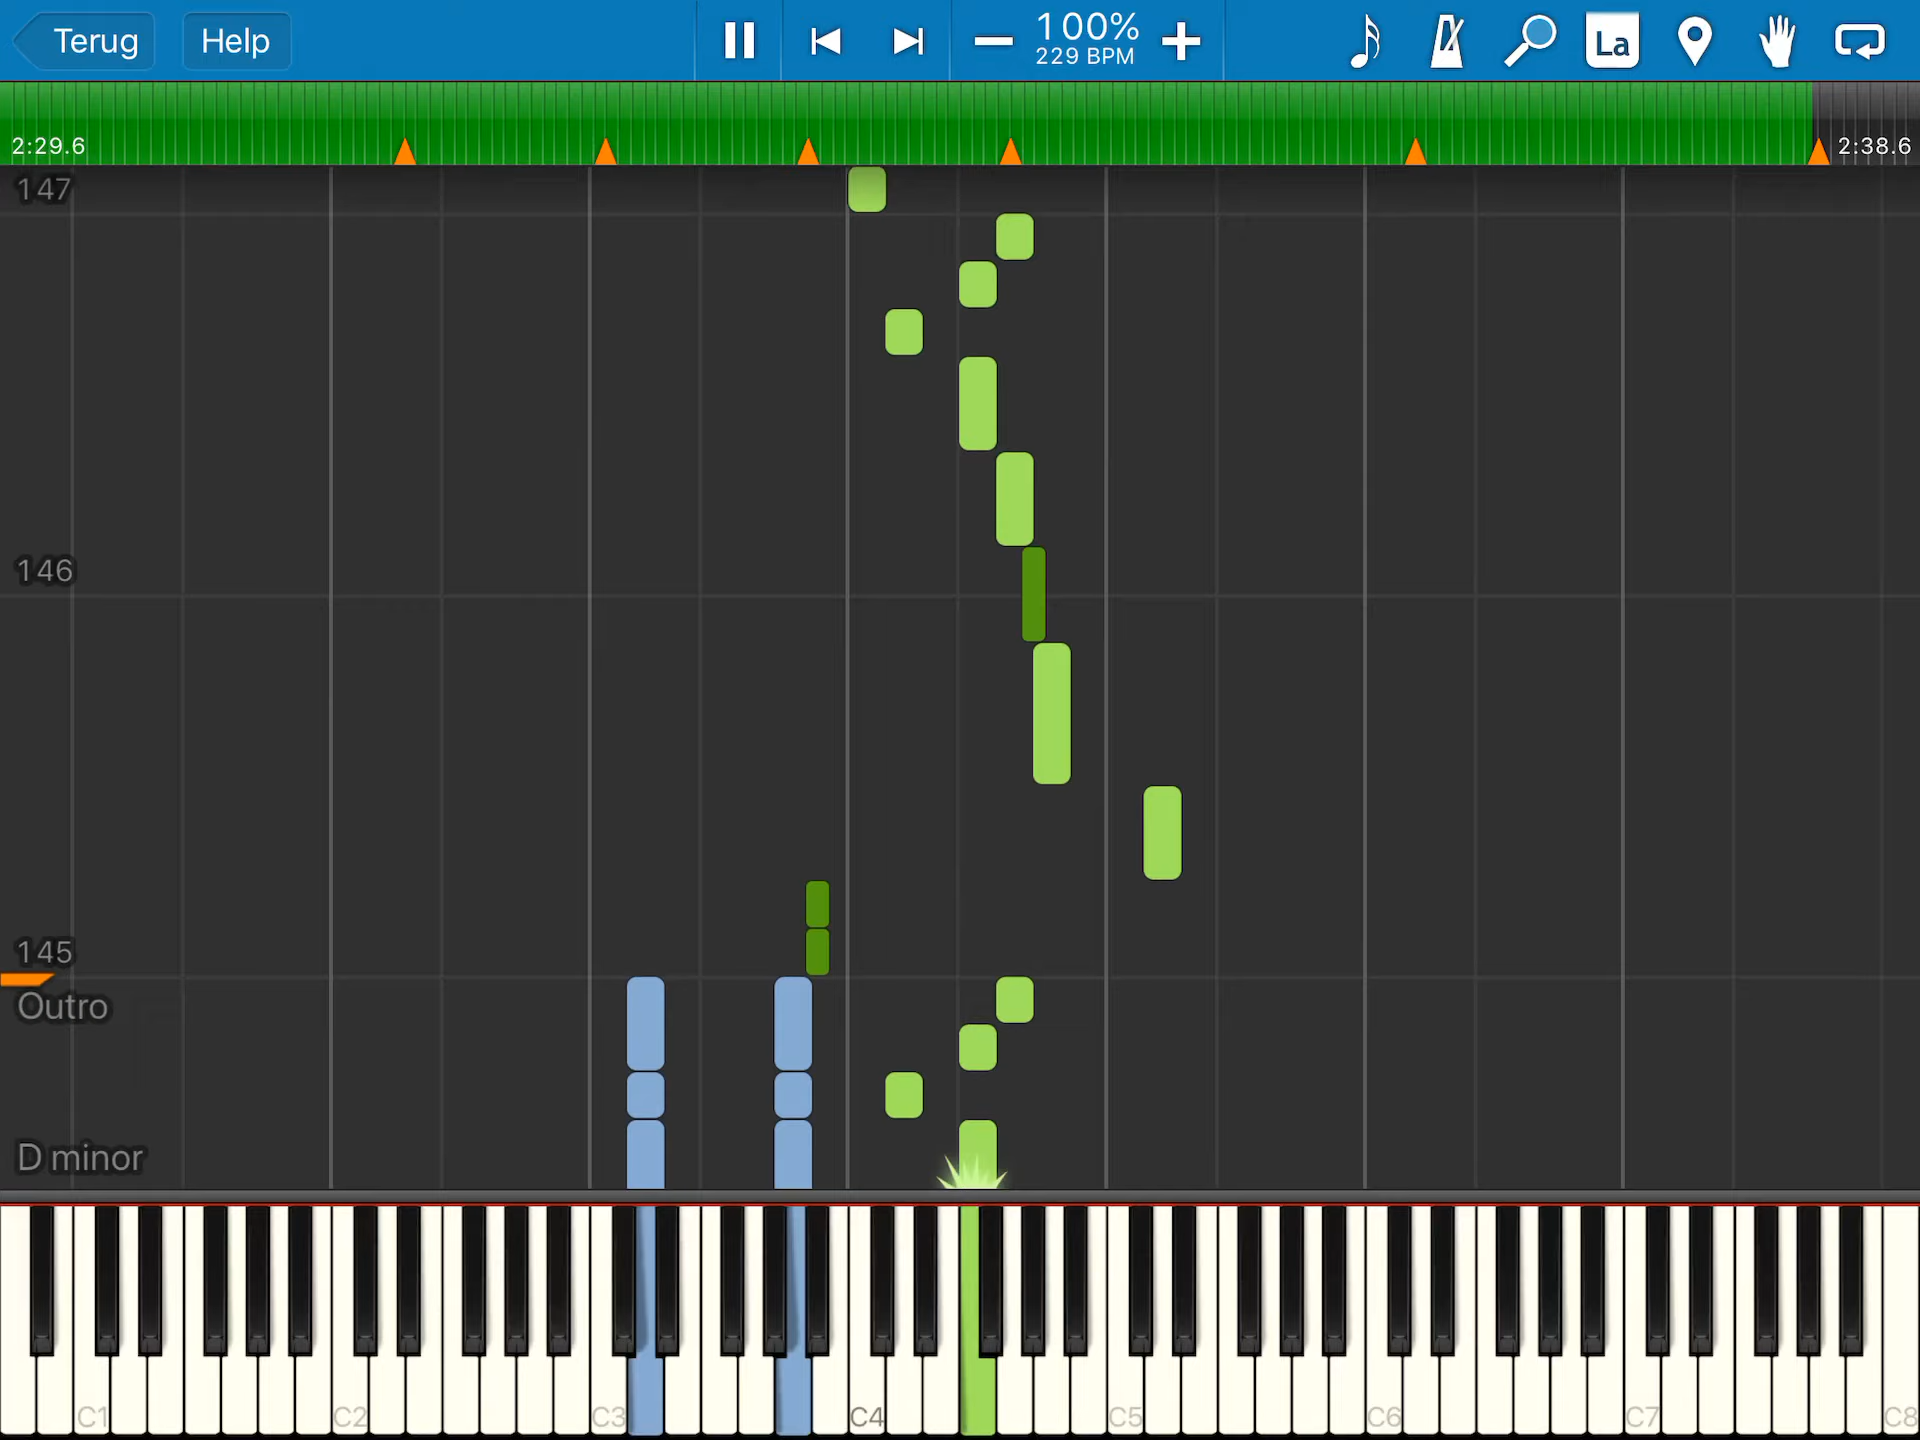 Terug
Help
100%
229 BPM
La
2:29.6
2:38.6
147
146
145
Outro
D minor
C1
C2
C3
C4
C5
C6
C7
C8